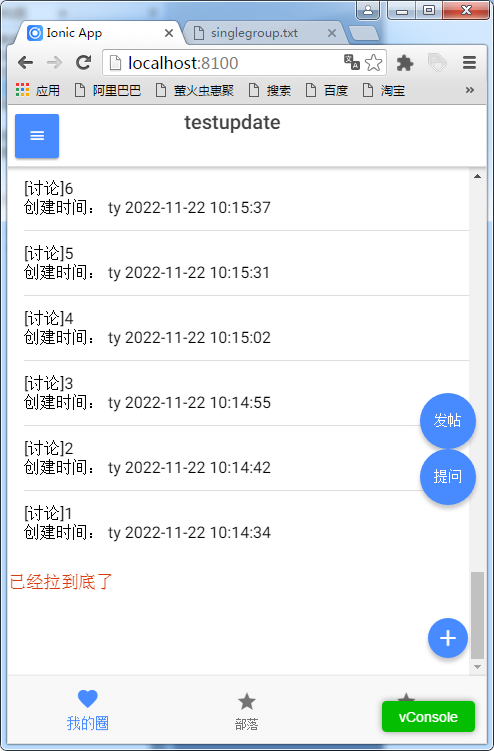 Ionic App
singlegroup.txt
localhost:8100
应用 阿里巴巴 萤火虫惠聚 搜索 百度 淘宝 »
testupdate
[讨论]6
创建时间： ty 2022-11-22 10:15:37
[讨论]5
创建时间： ty 2022-11-22 10:15:31
[讨论]4
创建时间： ty 2022-11-22 10:15:02
[讨论]3
创建时间： ty 2022-11-22 10:14:55
发帖
[讨论]2
创建时间： ty 2022-11-22 10:14:42
提问
[讨论]1
创建时间： ty 2022-11-22 10:14:34
已经拉到底了
我的圈
部落
vConsole